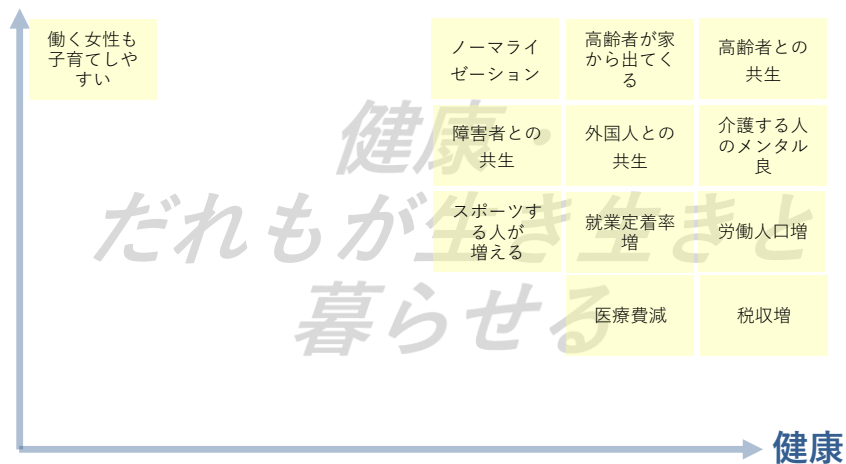 働く女性も
子育てしや
すい
ノーマライ
ゼーション
高齢者が家
から出てく
る
高齢者との
共生
障害者との
共生
外国人との
共生
介護する人
のメンタル
良
スポーツす
る人が
増える
就業定着率
増
労働人口増
医療費減
税収増
健康・
だれもが生き生きと
暮らせる
健康